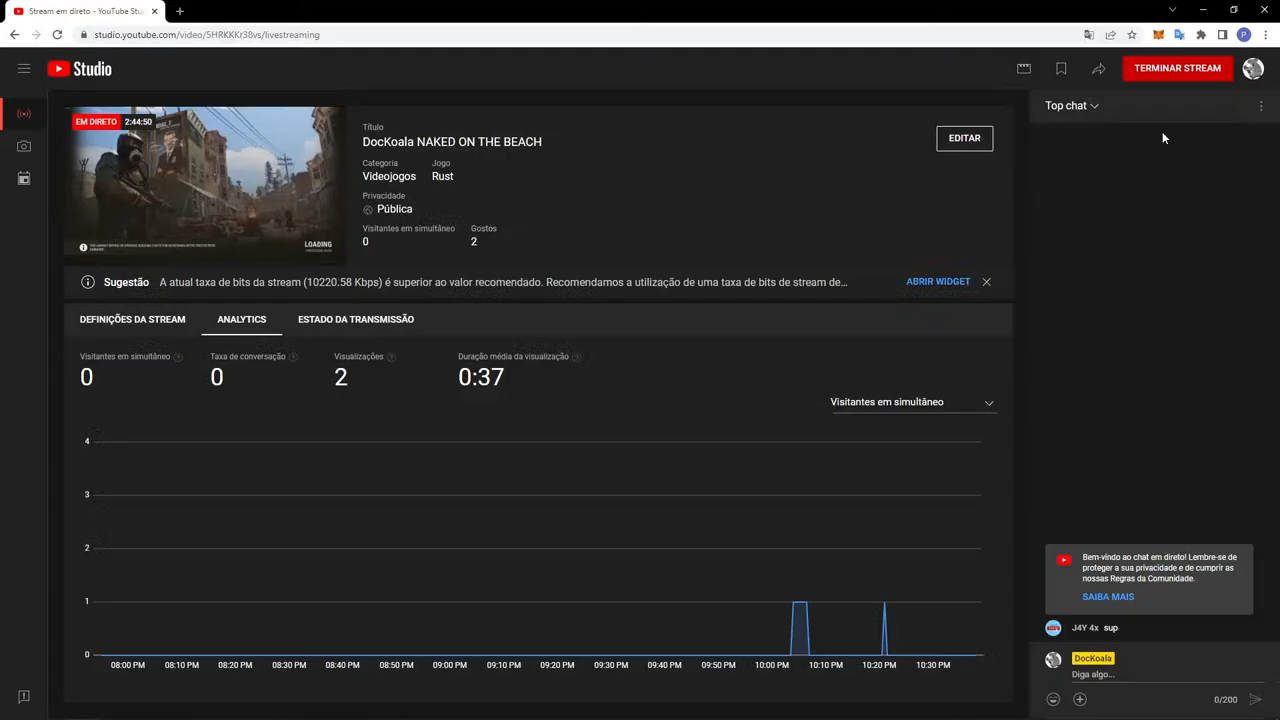 Stream em direto - YouTube Stu
studio.youtube.com/video/5HRKKKr38vs/livestreaming
P
Studio
TERMINAR STREAM
EM DIRETO 2:44:50
LOADING
Título
DocKoala NAKED ON THE BEACH
EDITAR
Categoria Jogo
Videojogos Rust
Privacidade
Pública
Visitantes em simultâneo Gostos
0 2
Sugestão A atual taxa de bits da stream (10220.58 Kbps) é superior ao valor recomendado. Recomendamos a utilização de uma taxa de bits de stream de... ABRIR WIDGET
DEFINIÇÕES DA STREAM ANALYTICS ESTADO DA TRANSMISSÃO
Visitantes em simultâneo Taxa de conversação Visualizações Duração média da visualização
0 0 2 0:37
Visitantes em simultâneo
4
3
2
1
0
08:00 PM 08:10 PM 08:20 PM 08:30 PM 08:40 PM 08:50 PM 09:00 PM 09:10 PM 09:20 PM 09:30 PM 09:40 PM 09:50 PM 10:00 PM 10:10 PM 10:20 PM 10:30 PM
Top chat
Bem-vindo ao chat em direto! Lembre-se de
proteger a sua privacidade e de cumprir as
nossas Regras da Comunidade.
SAIBA MAIS
J4Y 4x sup
DocKoala
Diga algo...
0/200